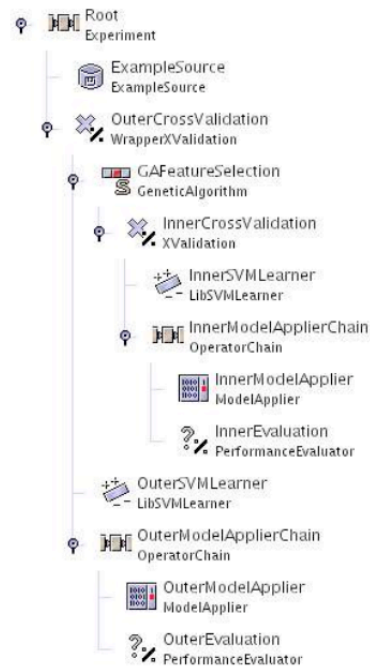 Root
Experiment
ExampleSource
ExampleSource
OuterCrossValidation
WrapperXValidation
GAFeatureSelection
GeneticAlgorithm
InnerCrossValidation
XValidation
InnerSVMLearner
LibSVMLearner
InnerModelApplierChain
OperatorChain
InnerModelApplier
ModelApplier
InnerEvaluation
PerformanceEvaluator
OuterSVMLearner
LibSVMLearner
OuterModelApplierChain
OperatorChain
OuterModelApplier
ModelApplier
OuterEvaluation
PerformanceEvaluator